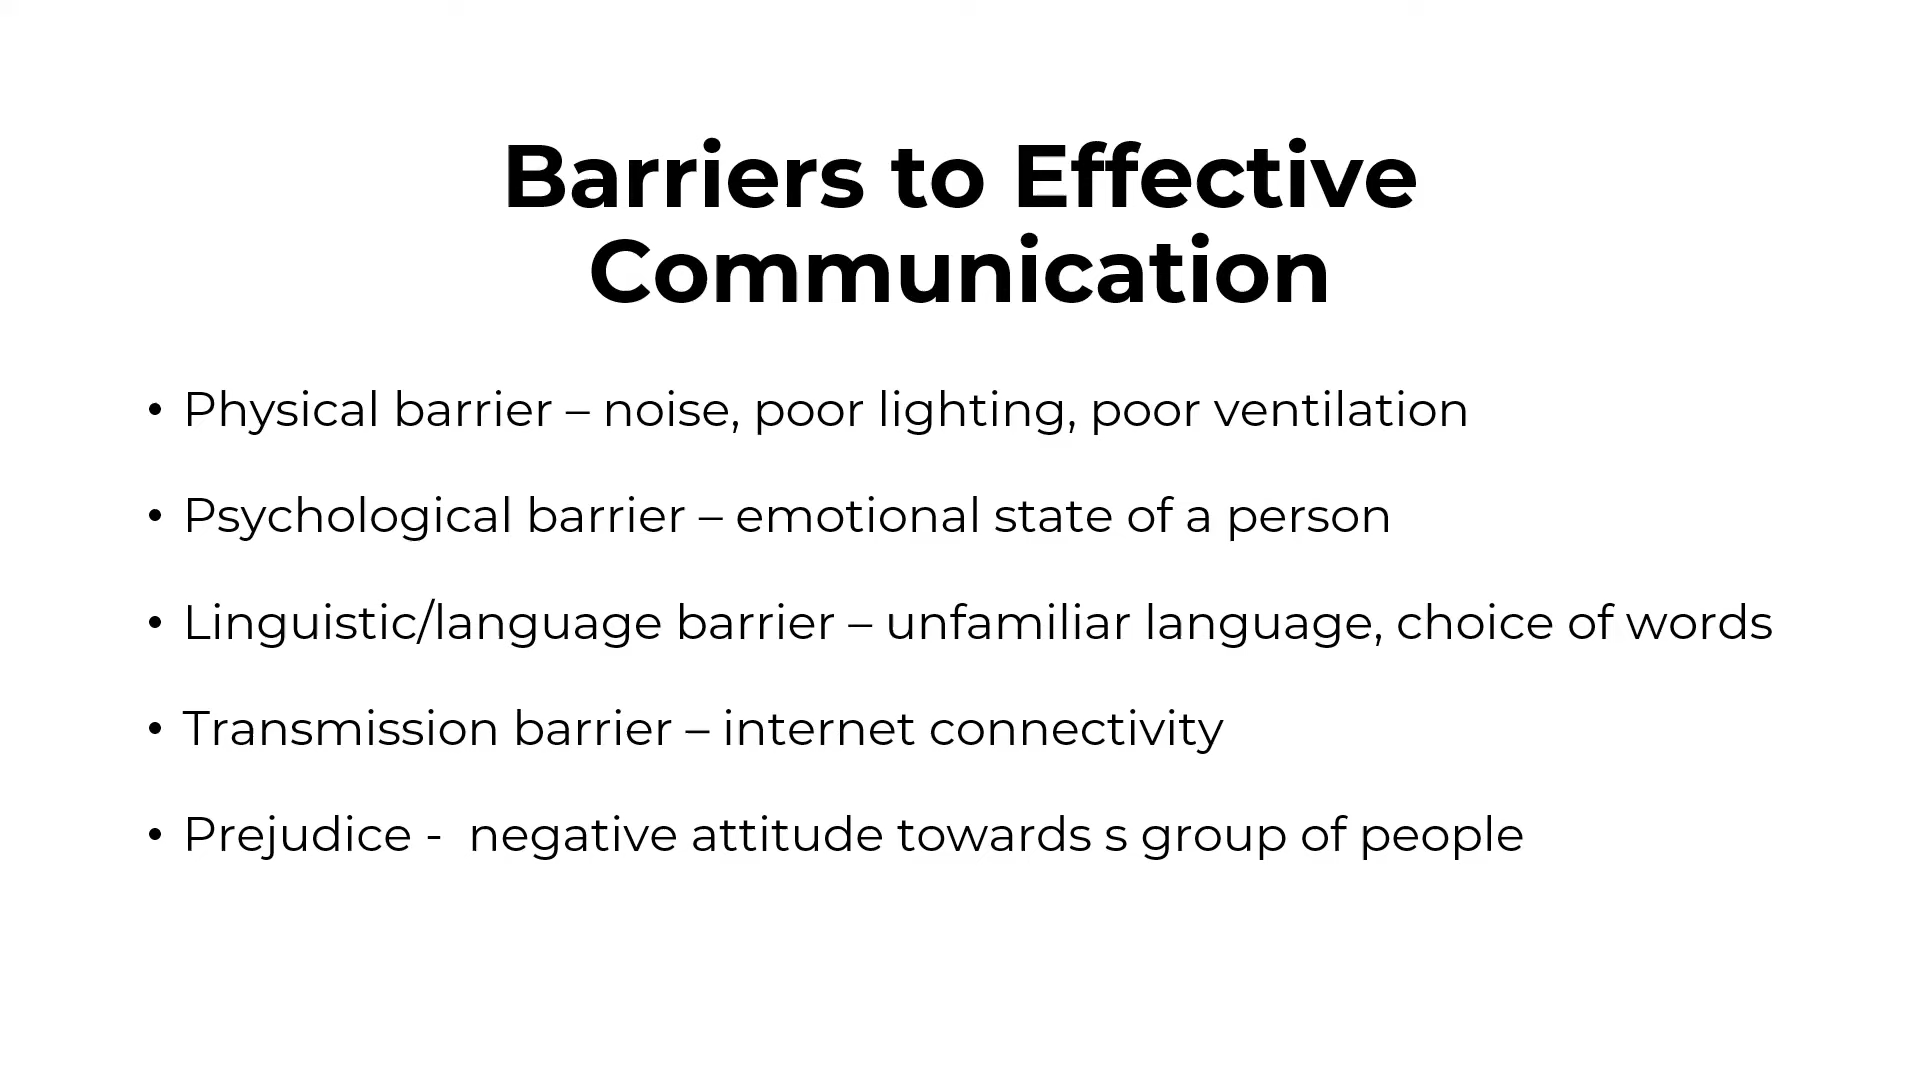 Barriers to Effective
Communication
• Physical barrier – noise, poor lighting, poor ventilation
• Psychological barrier – emotional state of a person
• Linguistic/language barrier – unfamiliar language, choice of words
• Transmission barrier – internet connectivity
• Prejudice -  negative attitude towards s group of people